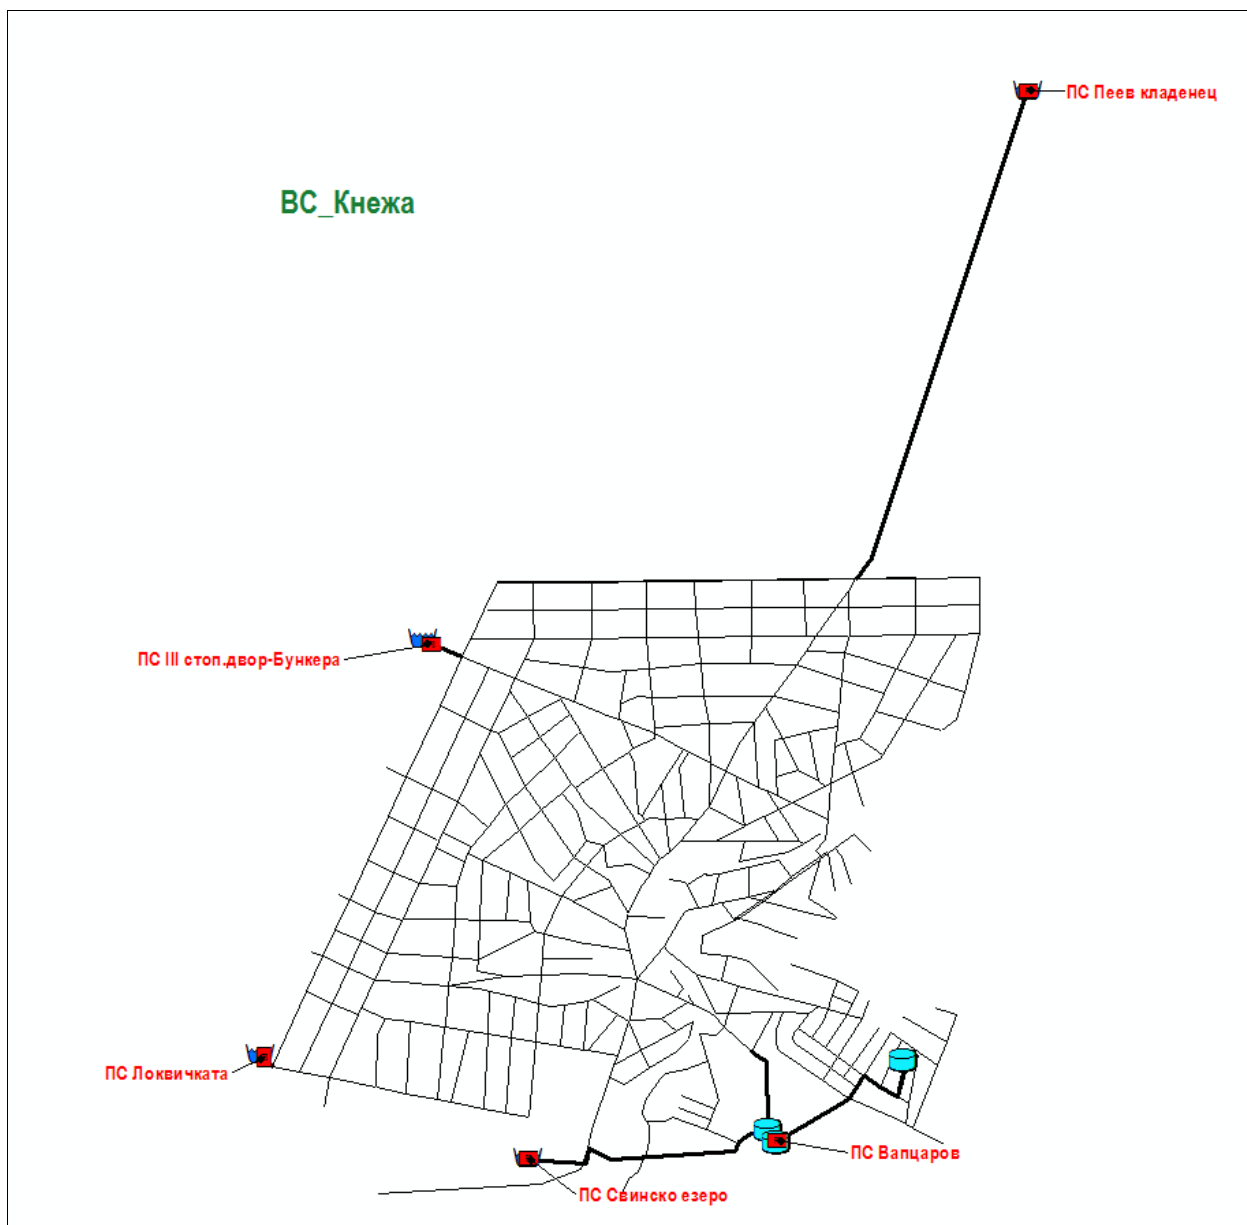 ПС Пеев кладенец
ВС_Кнежа
ПС III стоп.двор-Бункера
ПС Локвичката
ПС Вапцаров
ПС Свинско езеро